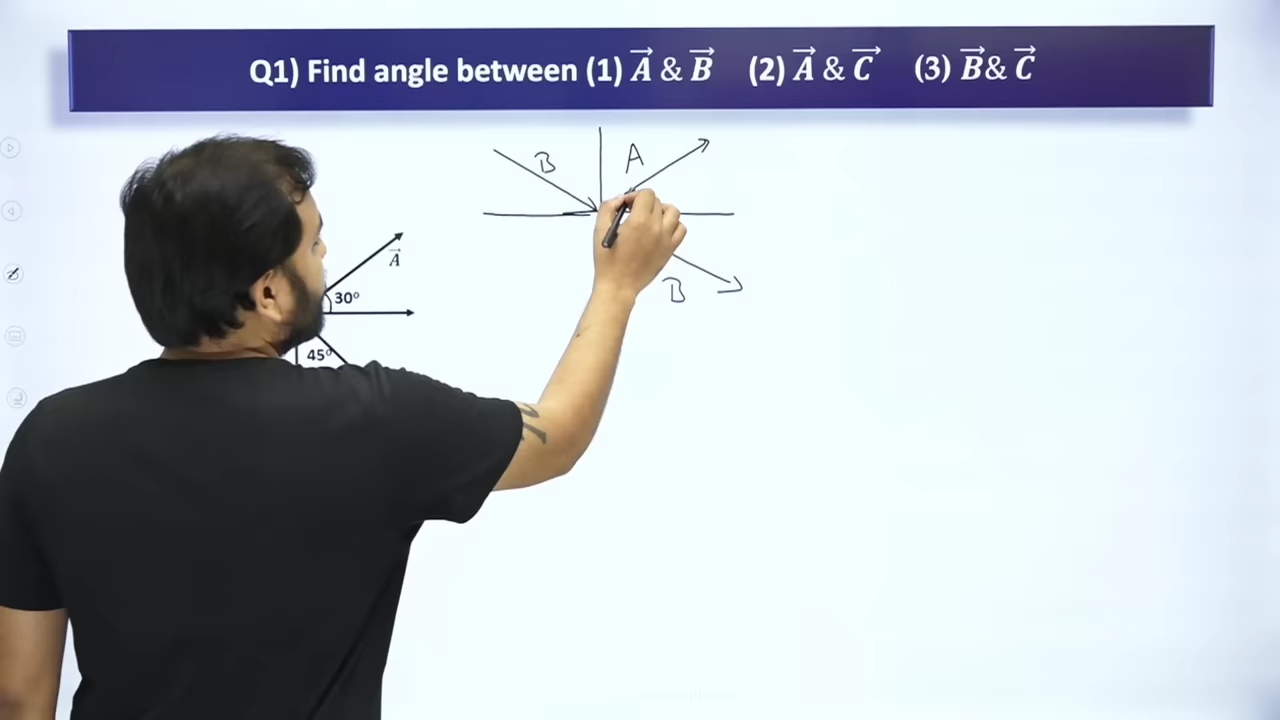 Q1) Find angle between (1) A⃗ & B⃗ (2) A⃗ & C⃗ (3) B⃗& C⃗
B A
A⃗
30°
B
45°